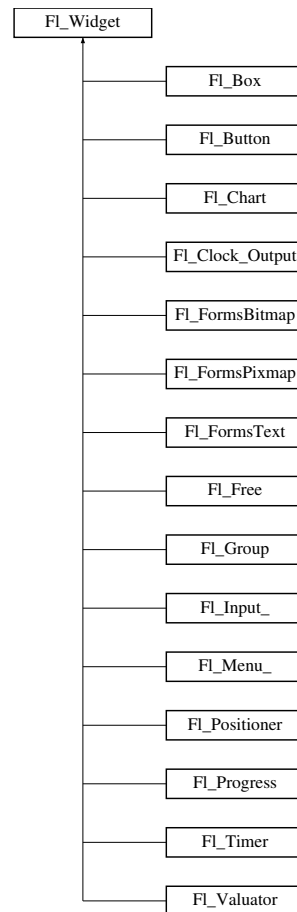 Fl_Widget
Fl_Box
Fl_Button
Fl_Chart
Fl_Clock_Output
Fl_FormsBitmap
Fl_FormsPixmap
Fl_FormsText
Fl_Free
Fl_Group
Fl_Input_
Fl_Menu_
Fl_Positioner
Fl_Progress
Fl_Timer
Fl_Valuator